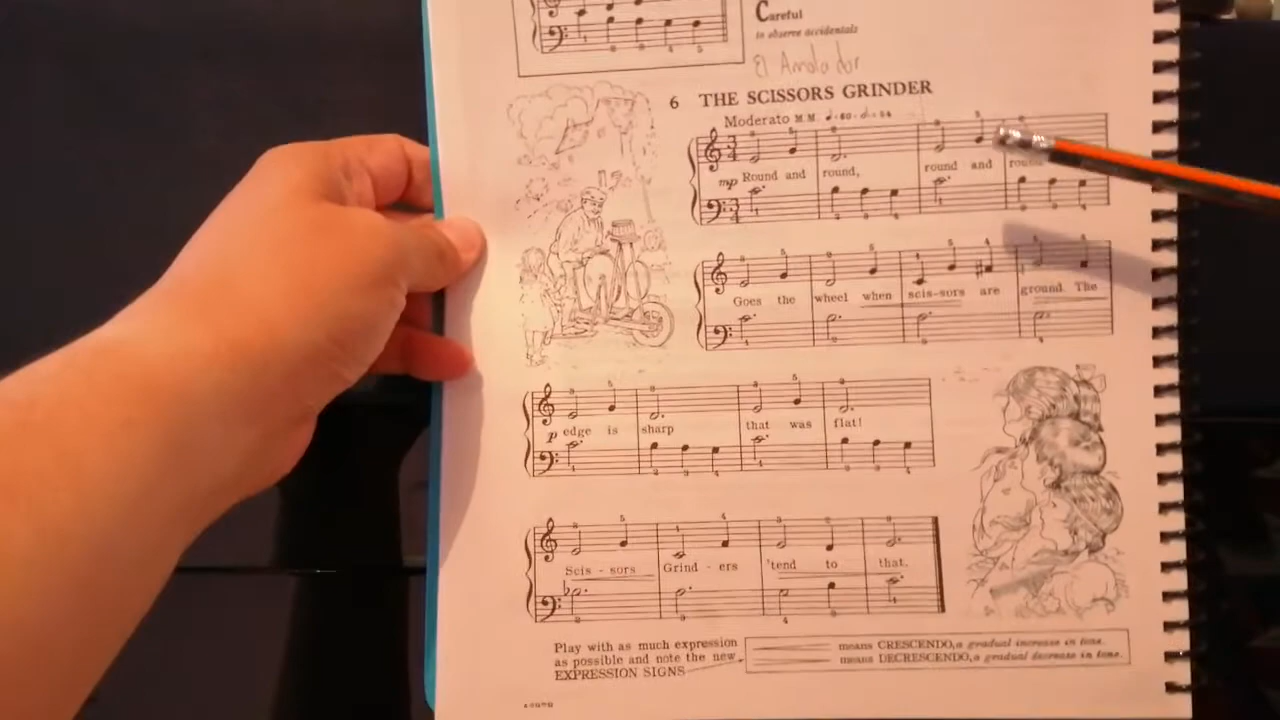 Careful
to observe accidentals
El Amolador
6 THE SCISSORS GRINDER
Moderato M.M.
mp Round and round, round and
Goes the wheel when scis-sors are ground. The
p edge is sharp that was flat!
Scis - sors Grind - ers 'tend to that.
Play with as much expression
as possible and note the new
EXPRESSION SIGNS
means CRESCENDO, a gradual increase in tone.
means DECRESCENDO, a gradual decrease in tone.